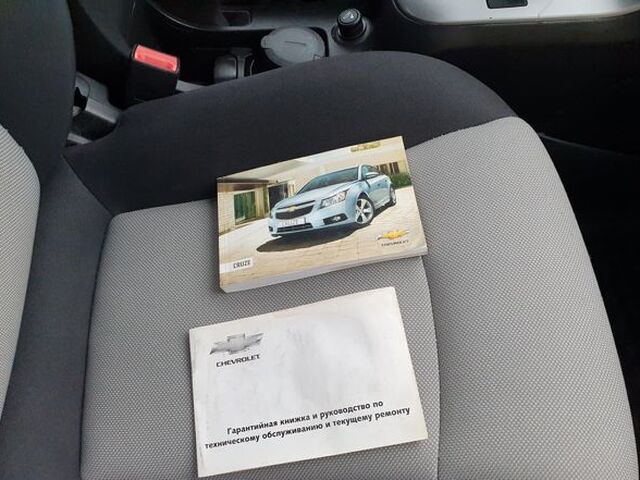 CRUZE
CHEVROLET
CHEVROLET
Гарантийная книжка и руководство по
техническому обслуживанию и текущему ремонту